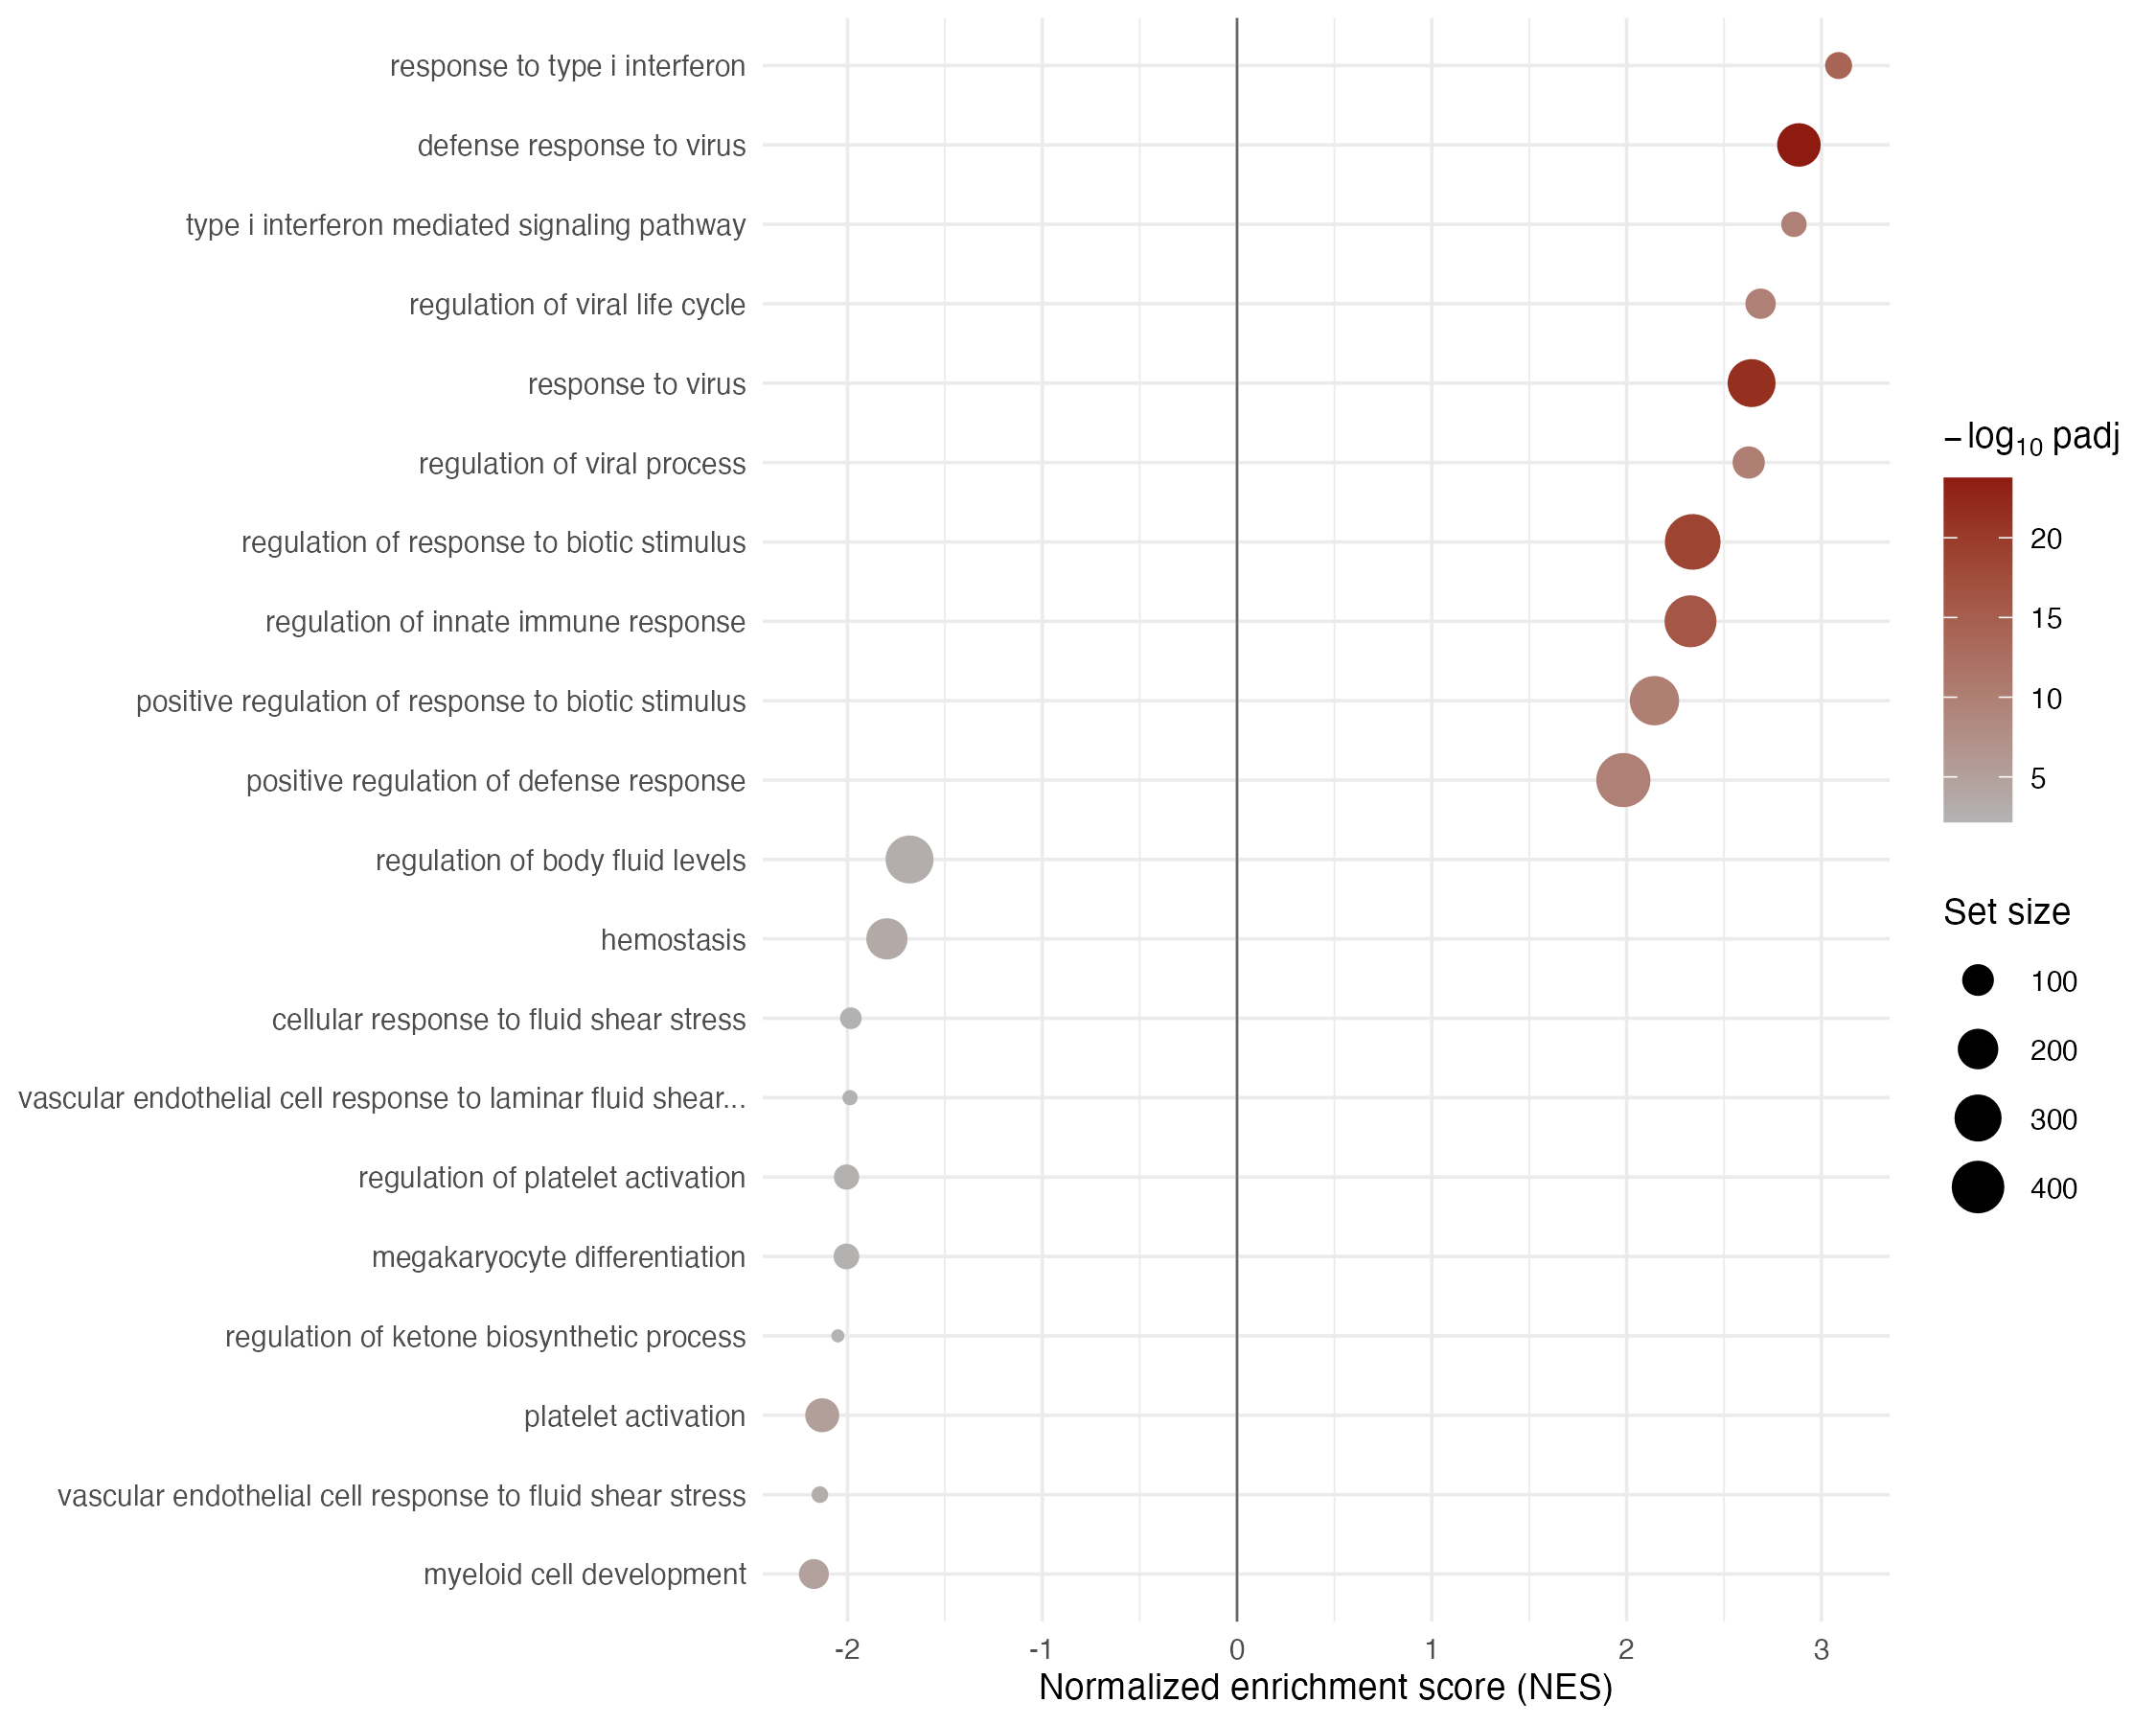 response to type i interferon
defense response to virus
type i interferon mediated signaling pathway
regulation of viral life cycle
response to virus
regulation of viral process
regulation of response to biotic stimulus
regulation of innate immune response
positive regulation of response to biotic stimulus
positive regulation of defense response
regulation of body fluid levels
hemostasis
cellular response to fluid shear stress
vascular endothelial cell response to laminar fluid shear...
regulation of platelet activation
megakaryocyte differentiation
regulation of ketone biosynthetic process
platelet activation
vascular endothelial cell response to fluid shear stress
myeloid cell development
-2 -1 0 1 2 3
Normalized enrichment score (NES)
−log₁₀ padj
20
15
10
5
Set size
100
200
300
400